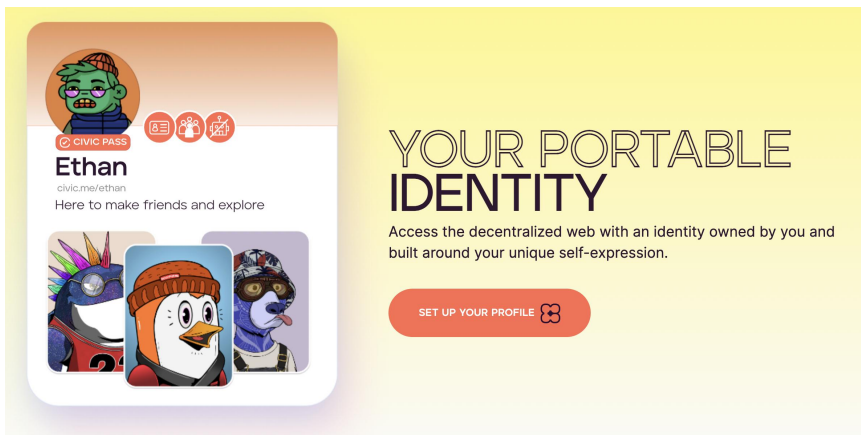 CIVIC PASS
Ethan
civic.me/ethan
Here to make friends and explore
YOUR PORTABLE
IDENTITY
Access the decentralized web with an identity owned by you and
built around your unique self-expression.
SET UP YOUR PROFILE